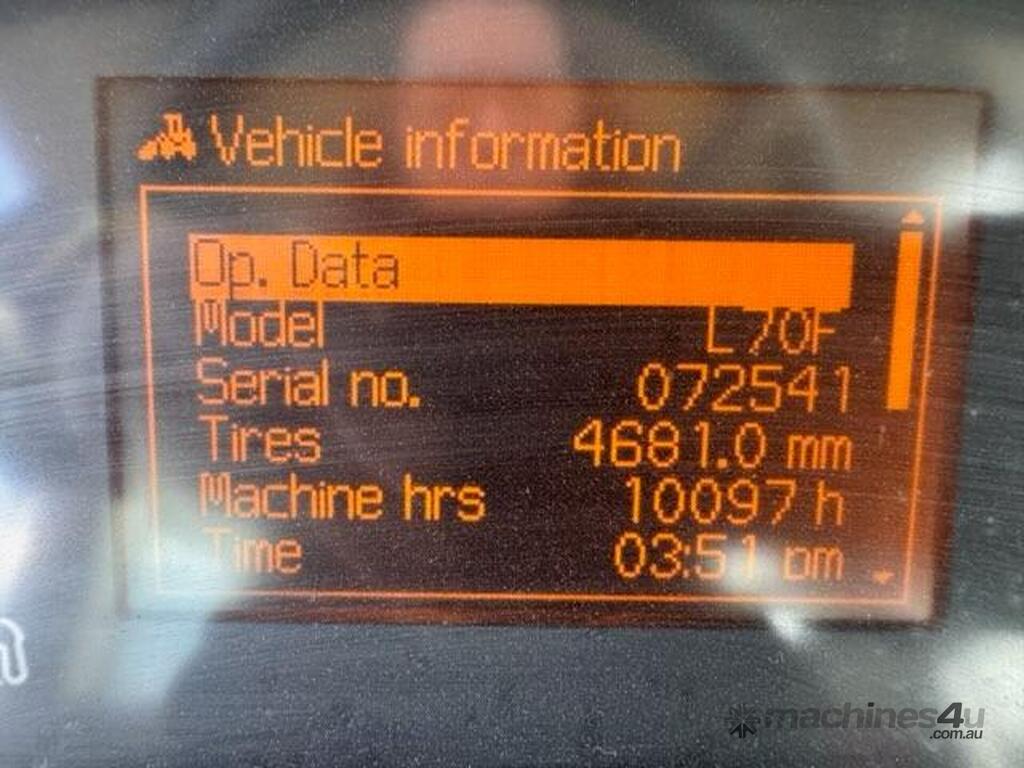 Vehicle information
Op. Data
Model L70F
Serial no. 072541
Tires 4681.0 mm
Machine hrs 10097 h
Time 03:51 pm
machines4u
.com.au